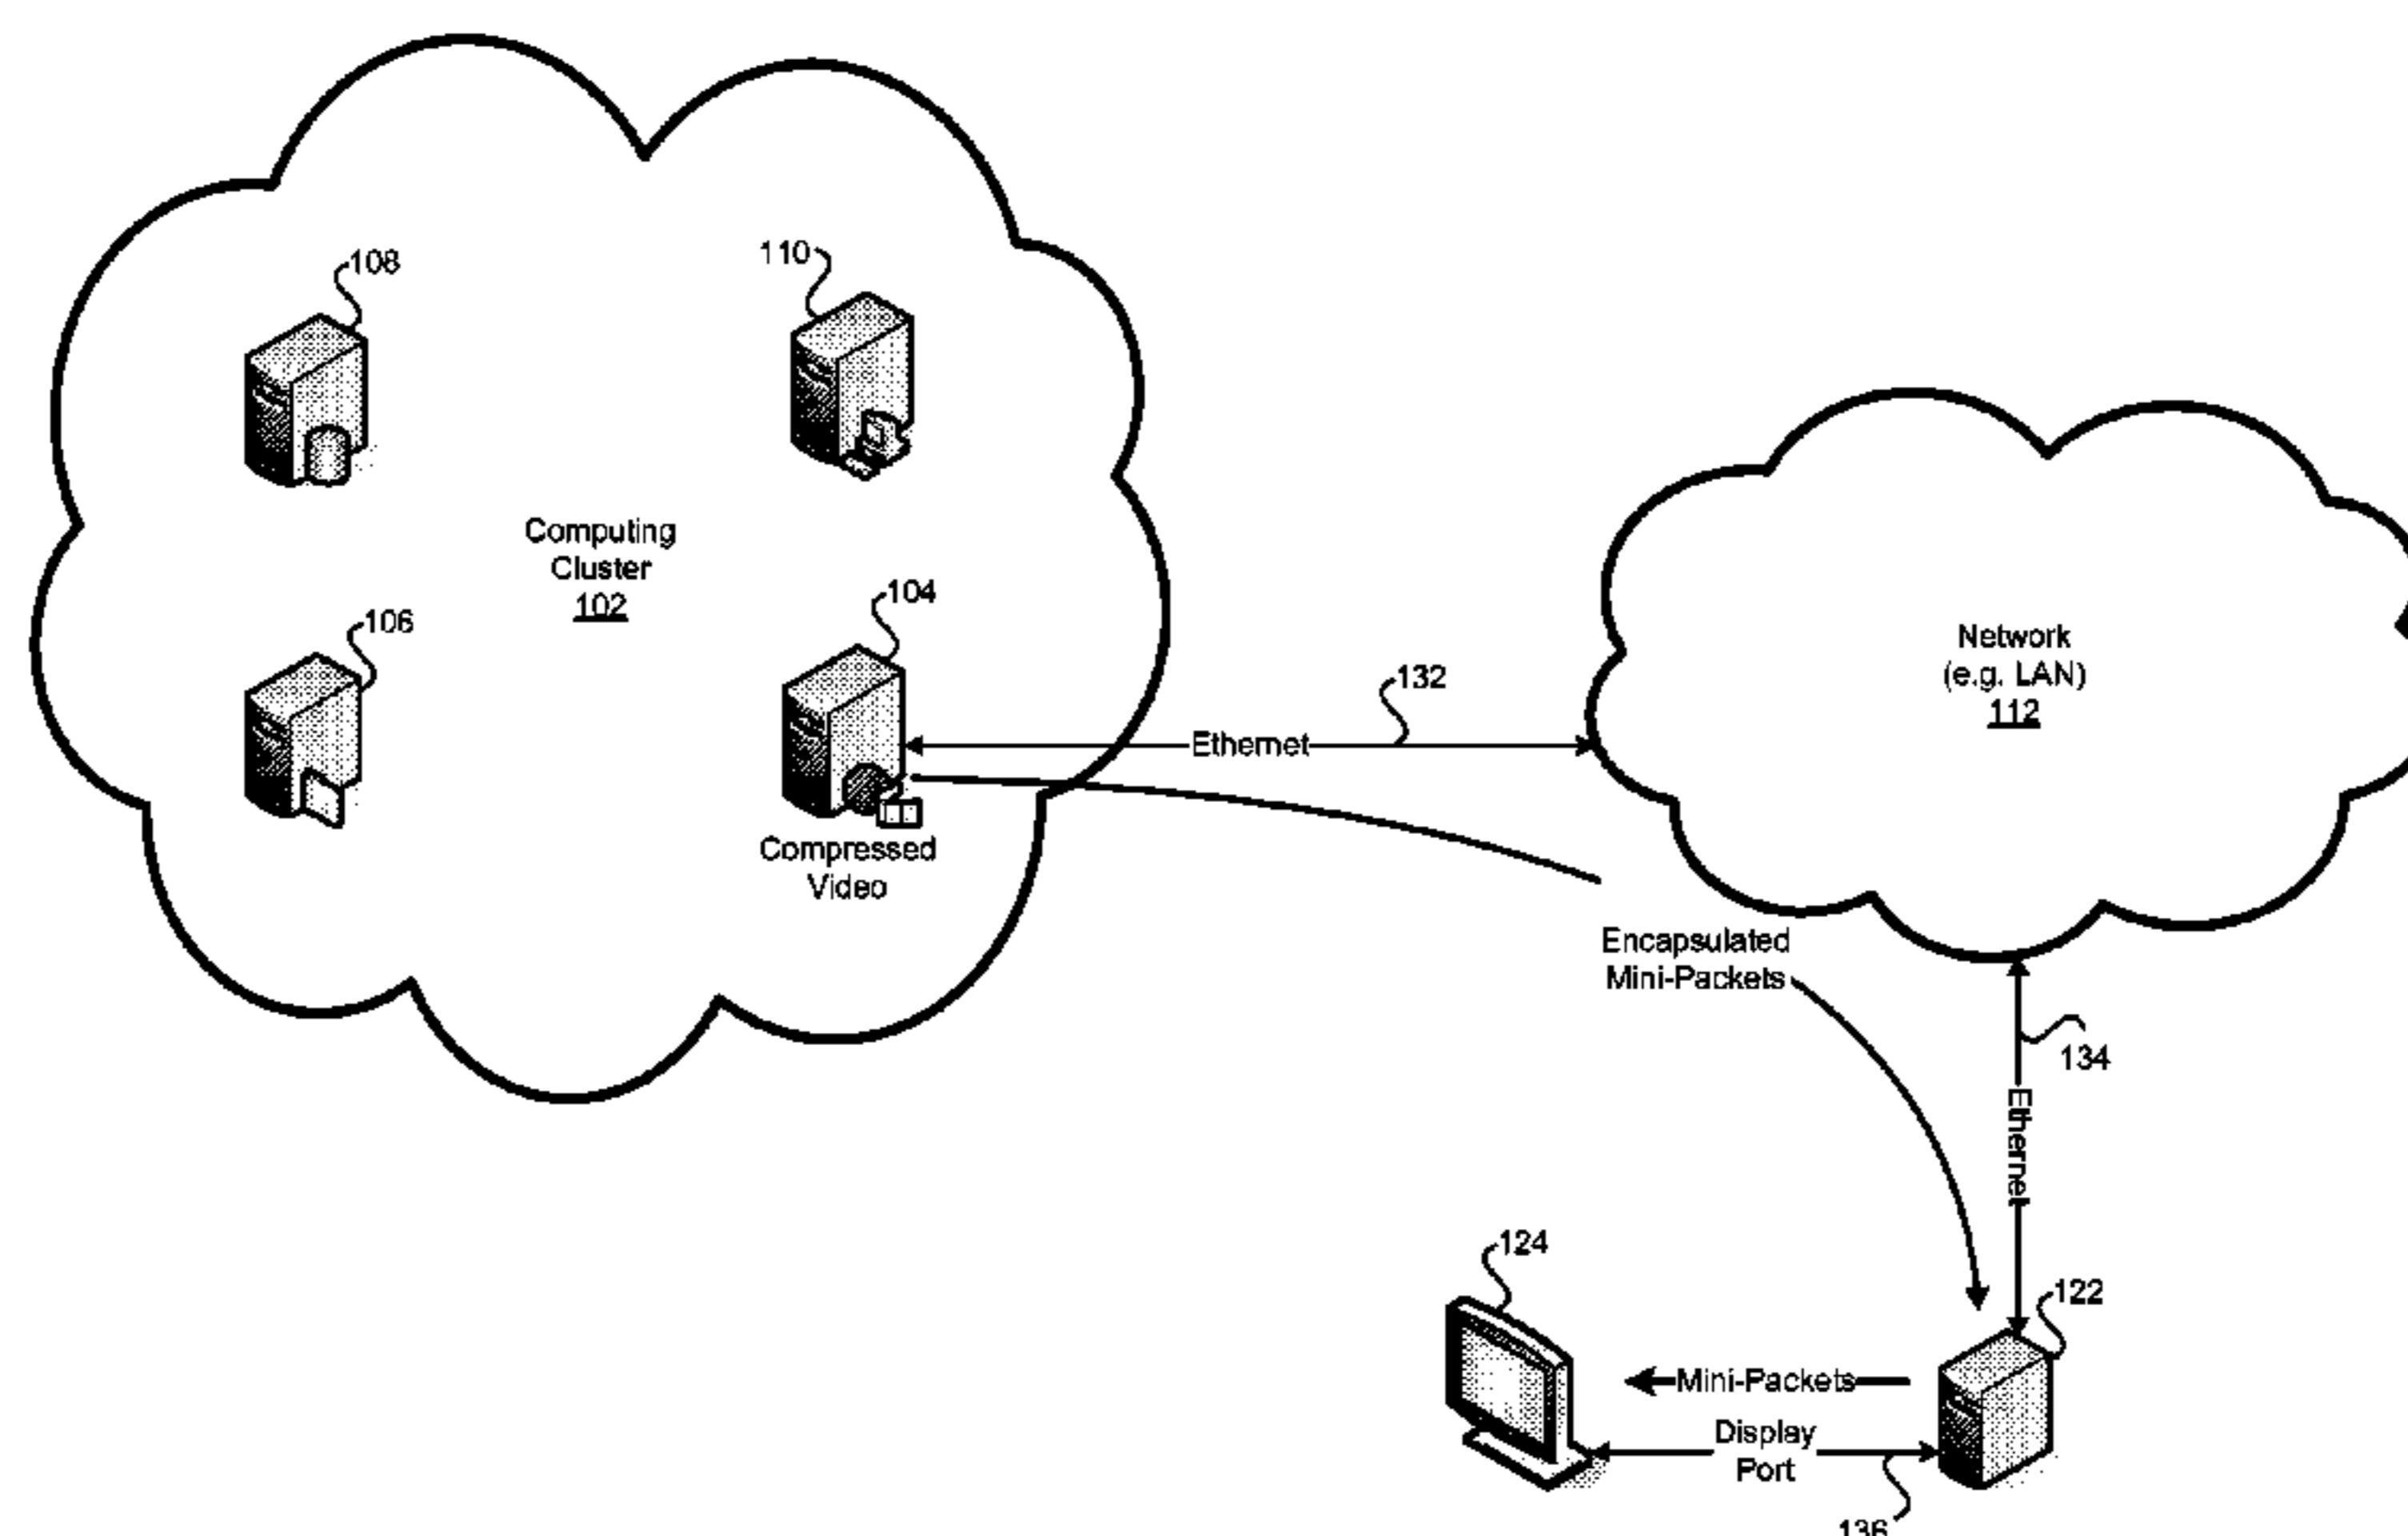 108
110
Computing
Cluster
102
106
104
Compressed
Video
132
Ethernet
Network
(e.g. LAN)
112
Encapsulated
Mini-Packets
134
Ethernet
124
122
Mini-Packets
Display
Port
136